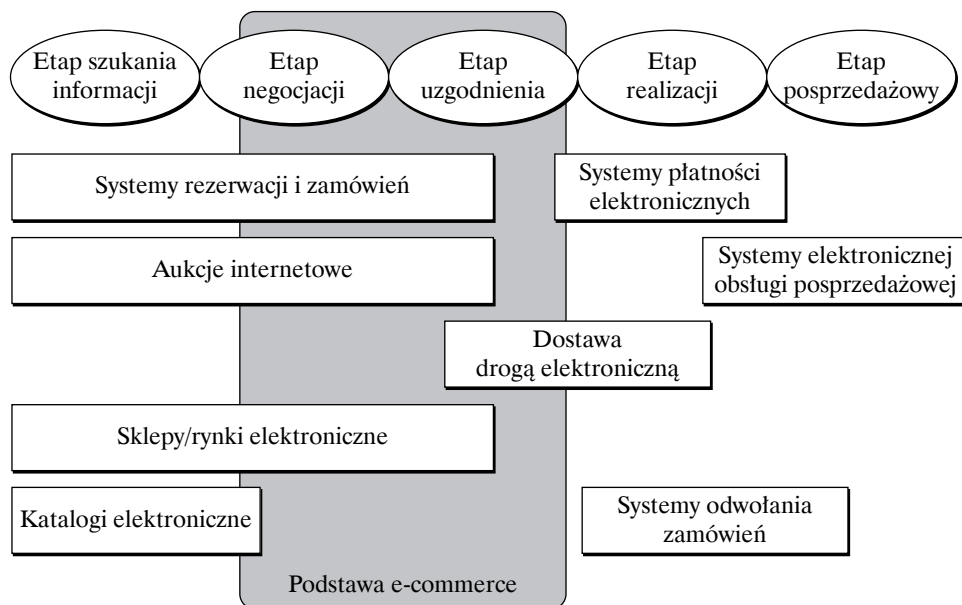 Etap szukania
informacji
Etap
negocjacji
Etap
uzgodnienia
Etap
realizacji
Etap
posprzedażowy
Systemy rezerwacji i zamówień
Systemy płatności
elektronicznych
Aukcje internetowe
Systemy elektronicznej
obsługi posprzedażowej
Dostawa
drogą elektroniczną
Sklepy/rynki elektroniczne
Katalogi elektroniczne
Systemy odwołania
zamówień
Podstawa e-commerce